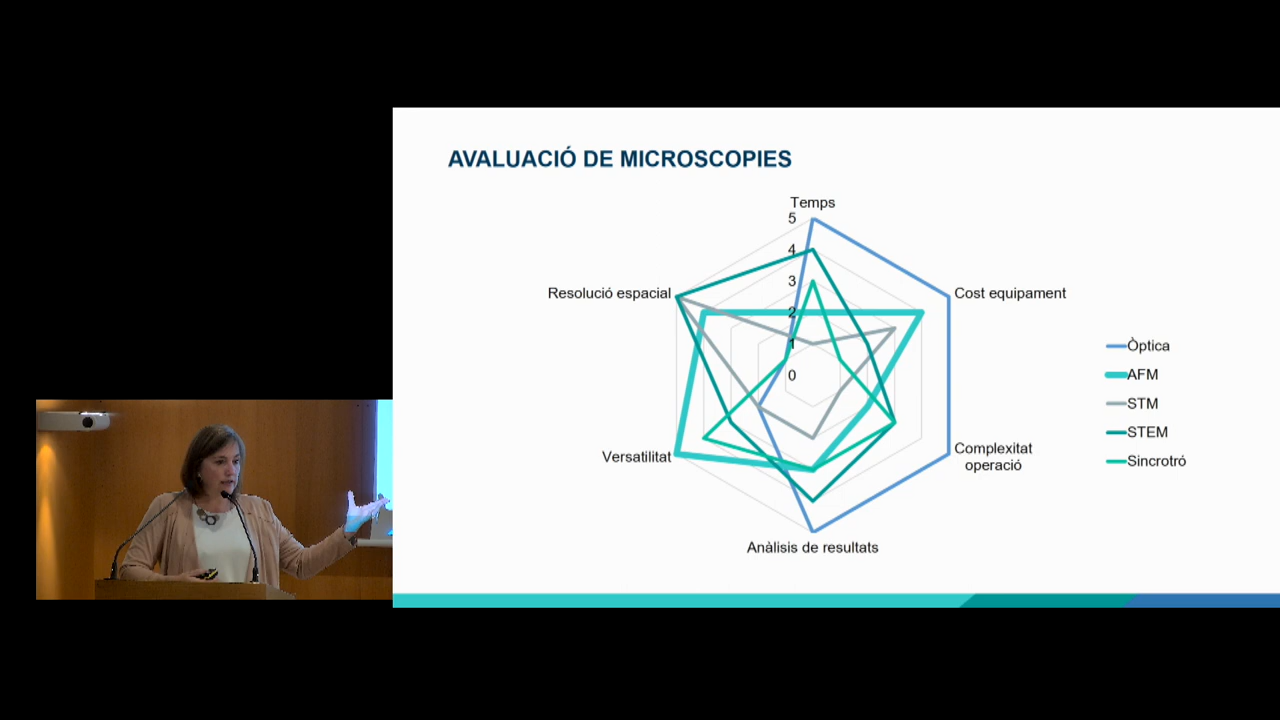 AVALUACIÓ DE MICROSCOPIES
Temps
5
4
3
2
1
0
Resolució espacial
Cost equipament
Versatilitat
Complexitat
operació
Anàlisis de resultats
Òptica
AFM
STM
STEM
Sincrotró